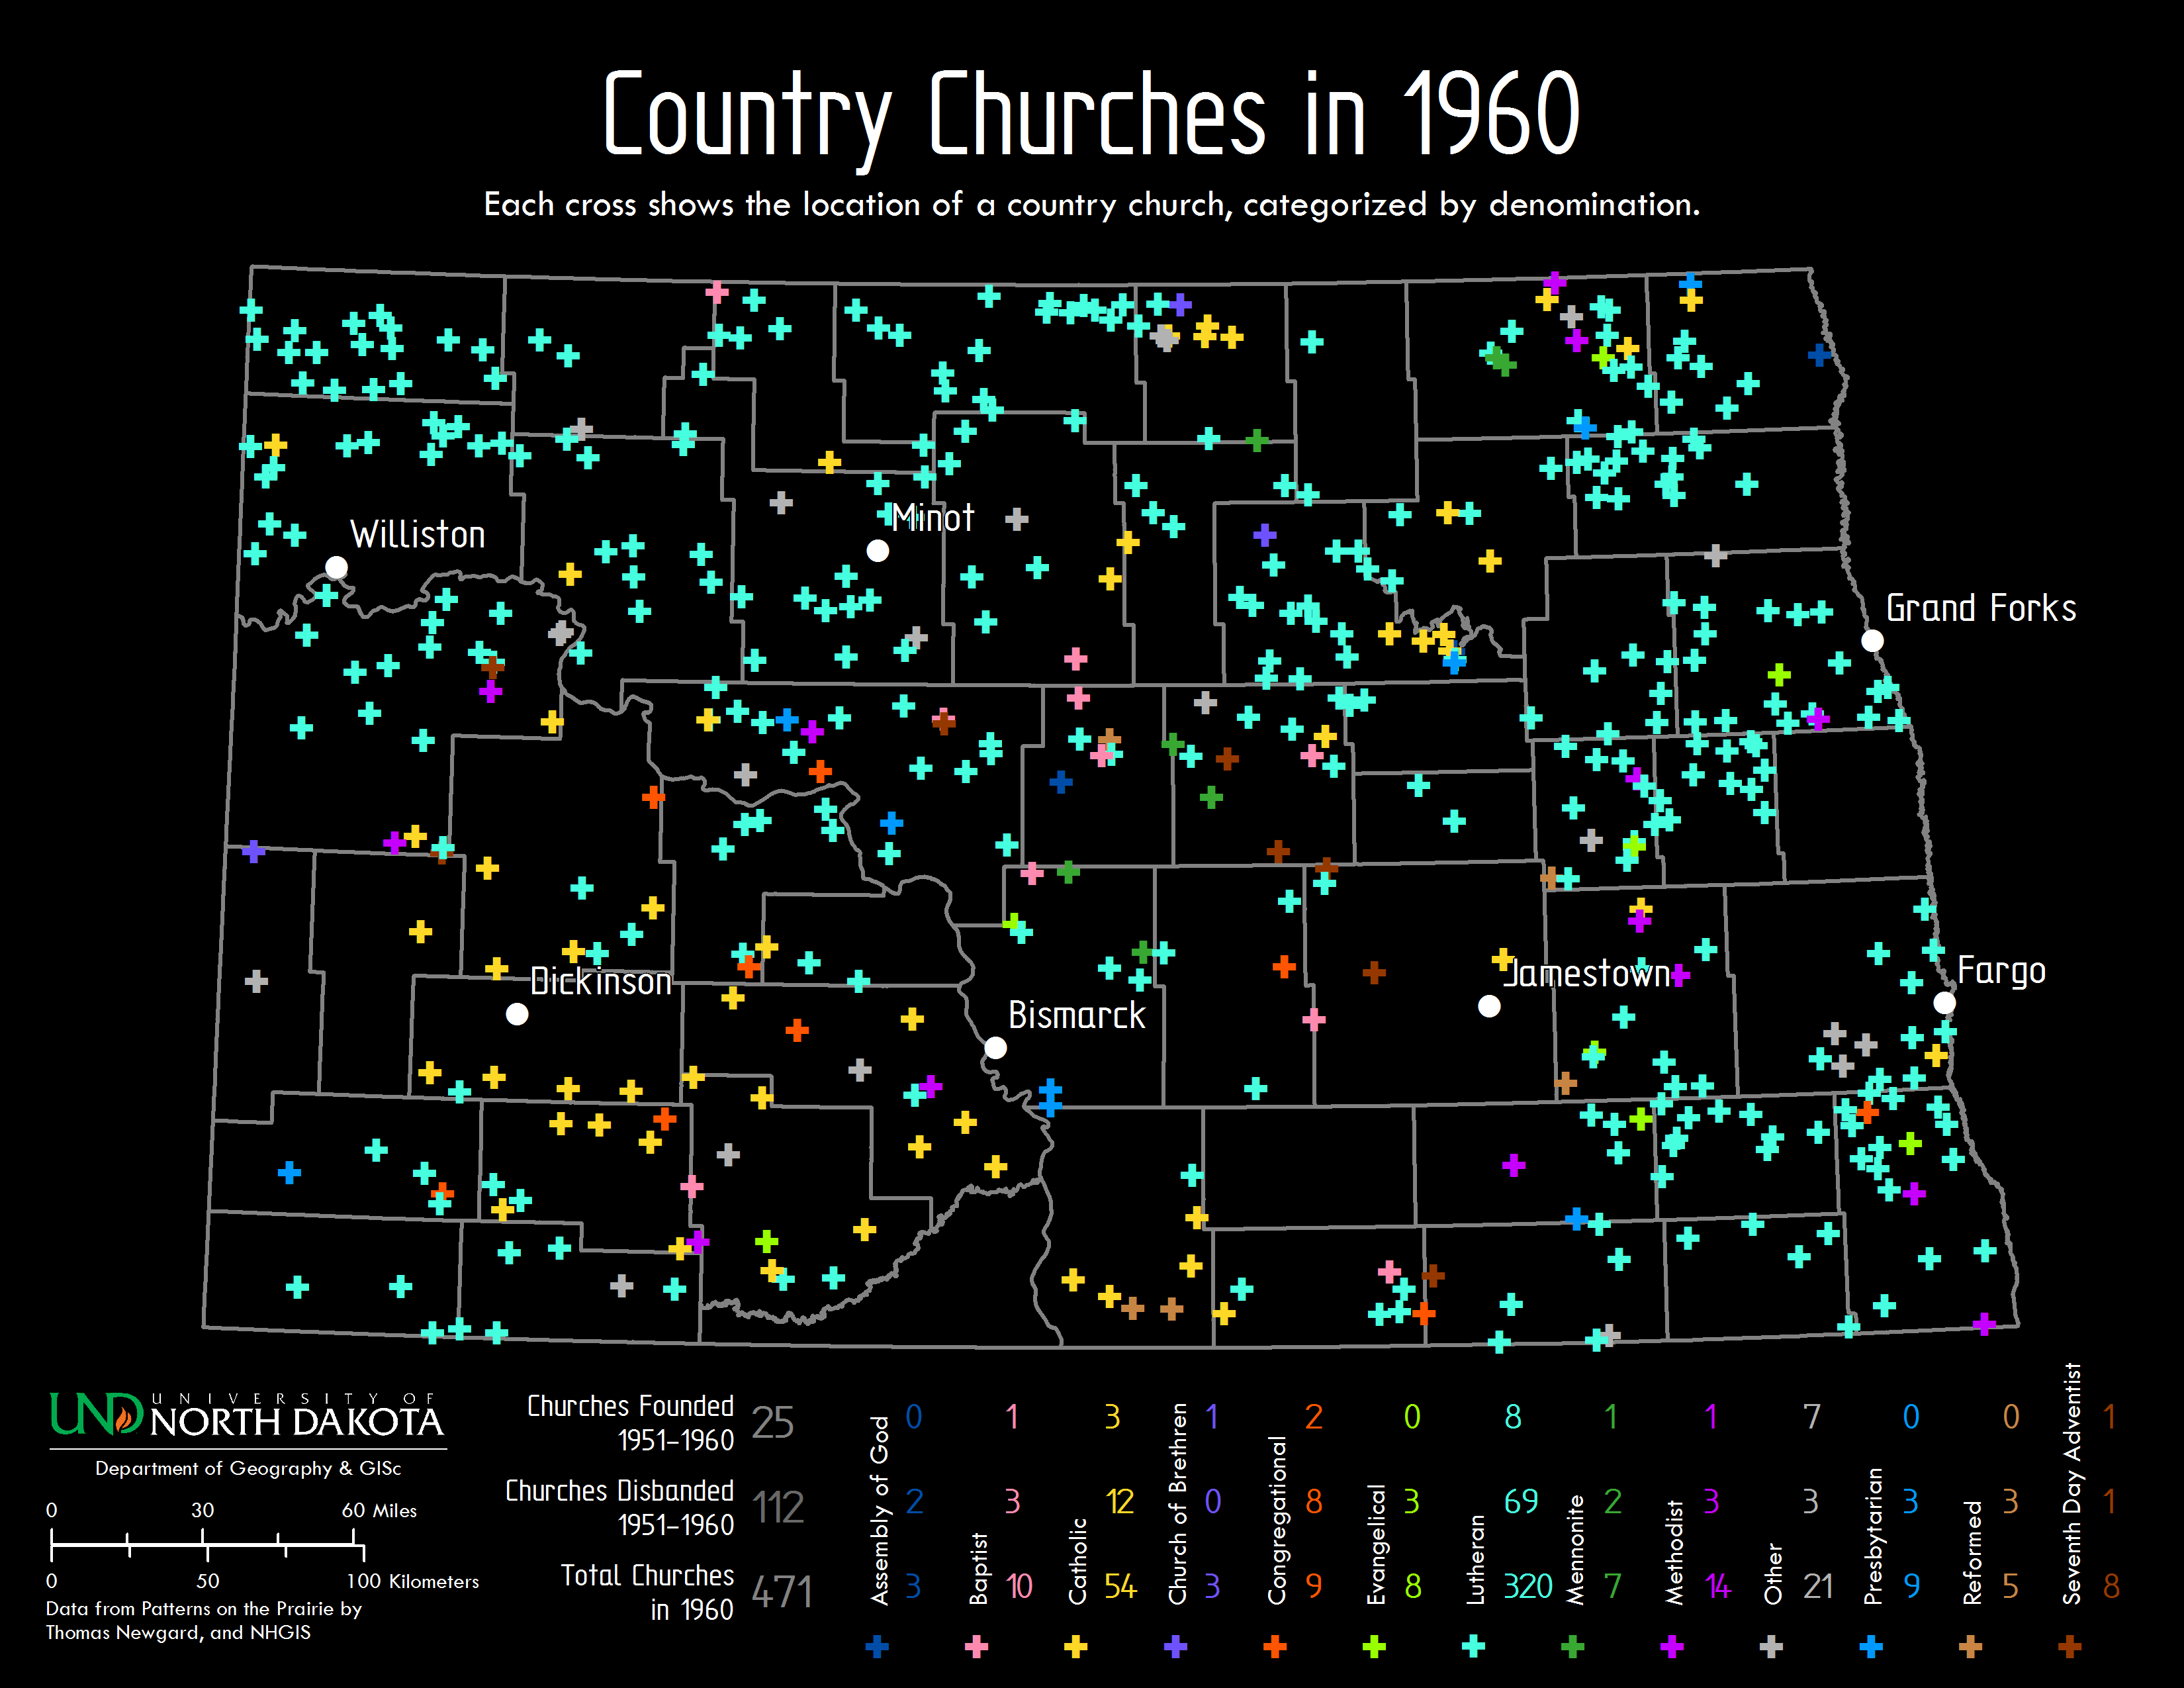 Country Churches in 1960
Each cross shows the location of a country church, categorized by denomination.
Williston
Minot
Grand Forks
Dickinson
Bismarck
Jamestown
Fargo
UND UNIVERSITY OF
NORTH DAKOTA
Department of Geography & GISc
0 30 60 Miles
0 50 100 Kilometers
Data from Patterns on the Prairie by
Thomas Newgard, and NHGIS
Churches Founded
1951–1960
25
Churches Disbanded
1951–1960
112
Total Churches
in 1960
471
Assembly of God
0
2
3
Baptist
1
3
10
Catholic
3
12
54
Church of Brethren
1
0
3
Congregational
2
8
9
Evangelical
0
3
8
Lutheran
8
69
320
Mennonite
1
2
7
Methodist
1
3
14
Other
7
3
21
Presbytarian
0
3
9
Reformed
0
3
5
Seventh Day Adventist
1
1
8